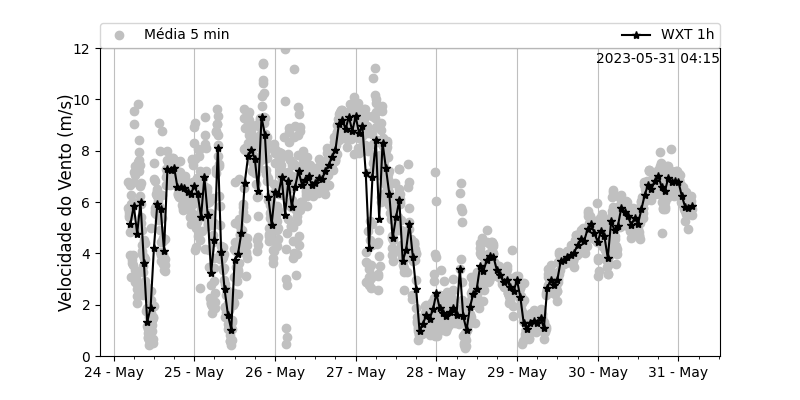 Média 5 min
WXT 1h
2023-05-31 04:15
Velocidade do Vento (m/s)
12
10
8
6
4
2
0
24 - May
25 - May
26 - May
27 - May
28 - May
29 - May
30 - May
31 - May